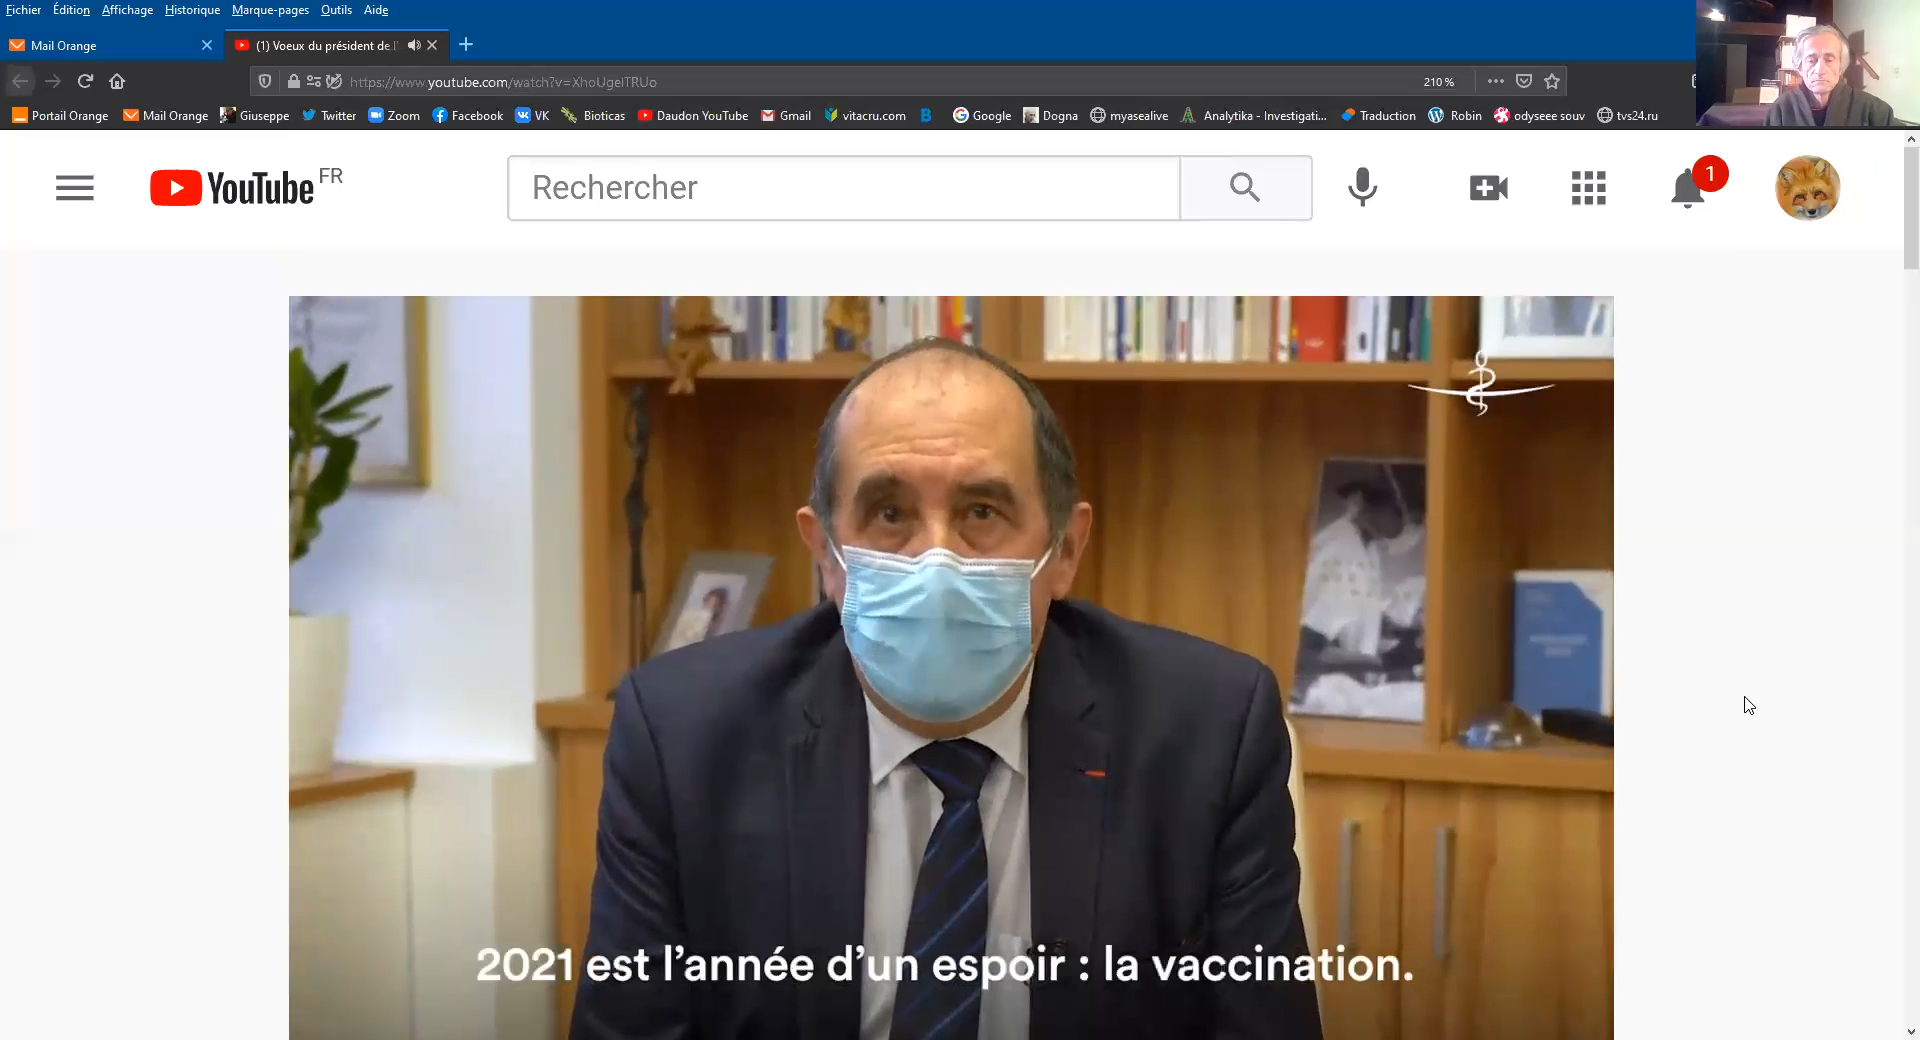 Fichier Édition Affichage Historique Marque-pages Outils Aide
Mail Orange (1) Voeux du président de l'
https://www.youtube.com/watch?v=XhoUgeITRUo 210 %
Portail Orange Mail Orange Giuseppe Twitter Zoom Facebook VK Bioticas Daudon YouTube Gmail vitacru.com B Google Dogna myasealive Analytika - Investigati... Traduction Robin odyseee souv tvs24.ru
YouTube FR Rechercher 1
2021 est l'année d'un espoir : la vaccination.